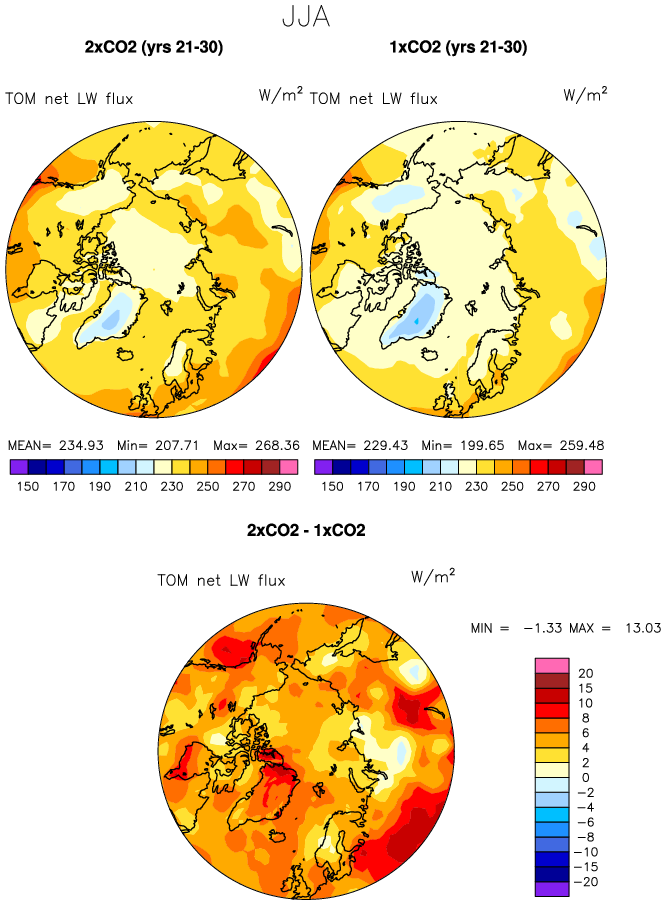 JJA
2xCO2 (yrs 21-30) 1xCO2 (yrs 21-30)
TOM net LW flux W/m² TOM net LW flux W/m²
MEAN= 234.93 Min= 207.71 Max= 268.36 MEAN= 229.43 Min= 199.65 Max= 259.48
150 170 190 210 230 250 270 290 150 170 190 210 230 250 270 290
2xCO2 - 1xCO2
TOM net LW flux W/m²
MIN = −1.33 MAX = 13.03
20
15
10
8
6
4
2
0
−2
−4
−6
−8
−10
−15
−20